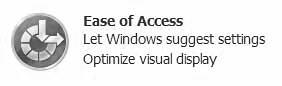 Ease of Access
Let Windows suggest settings
Optimize visual display